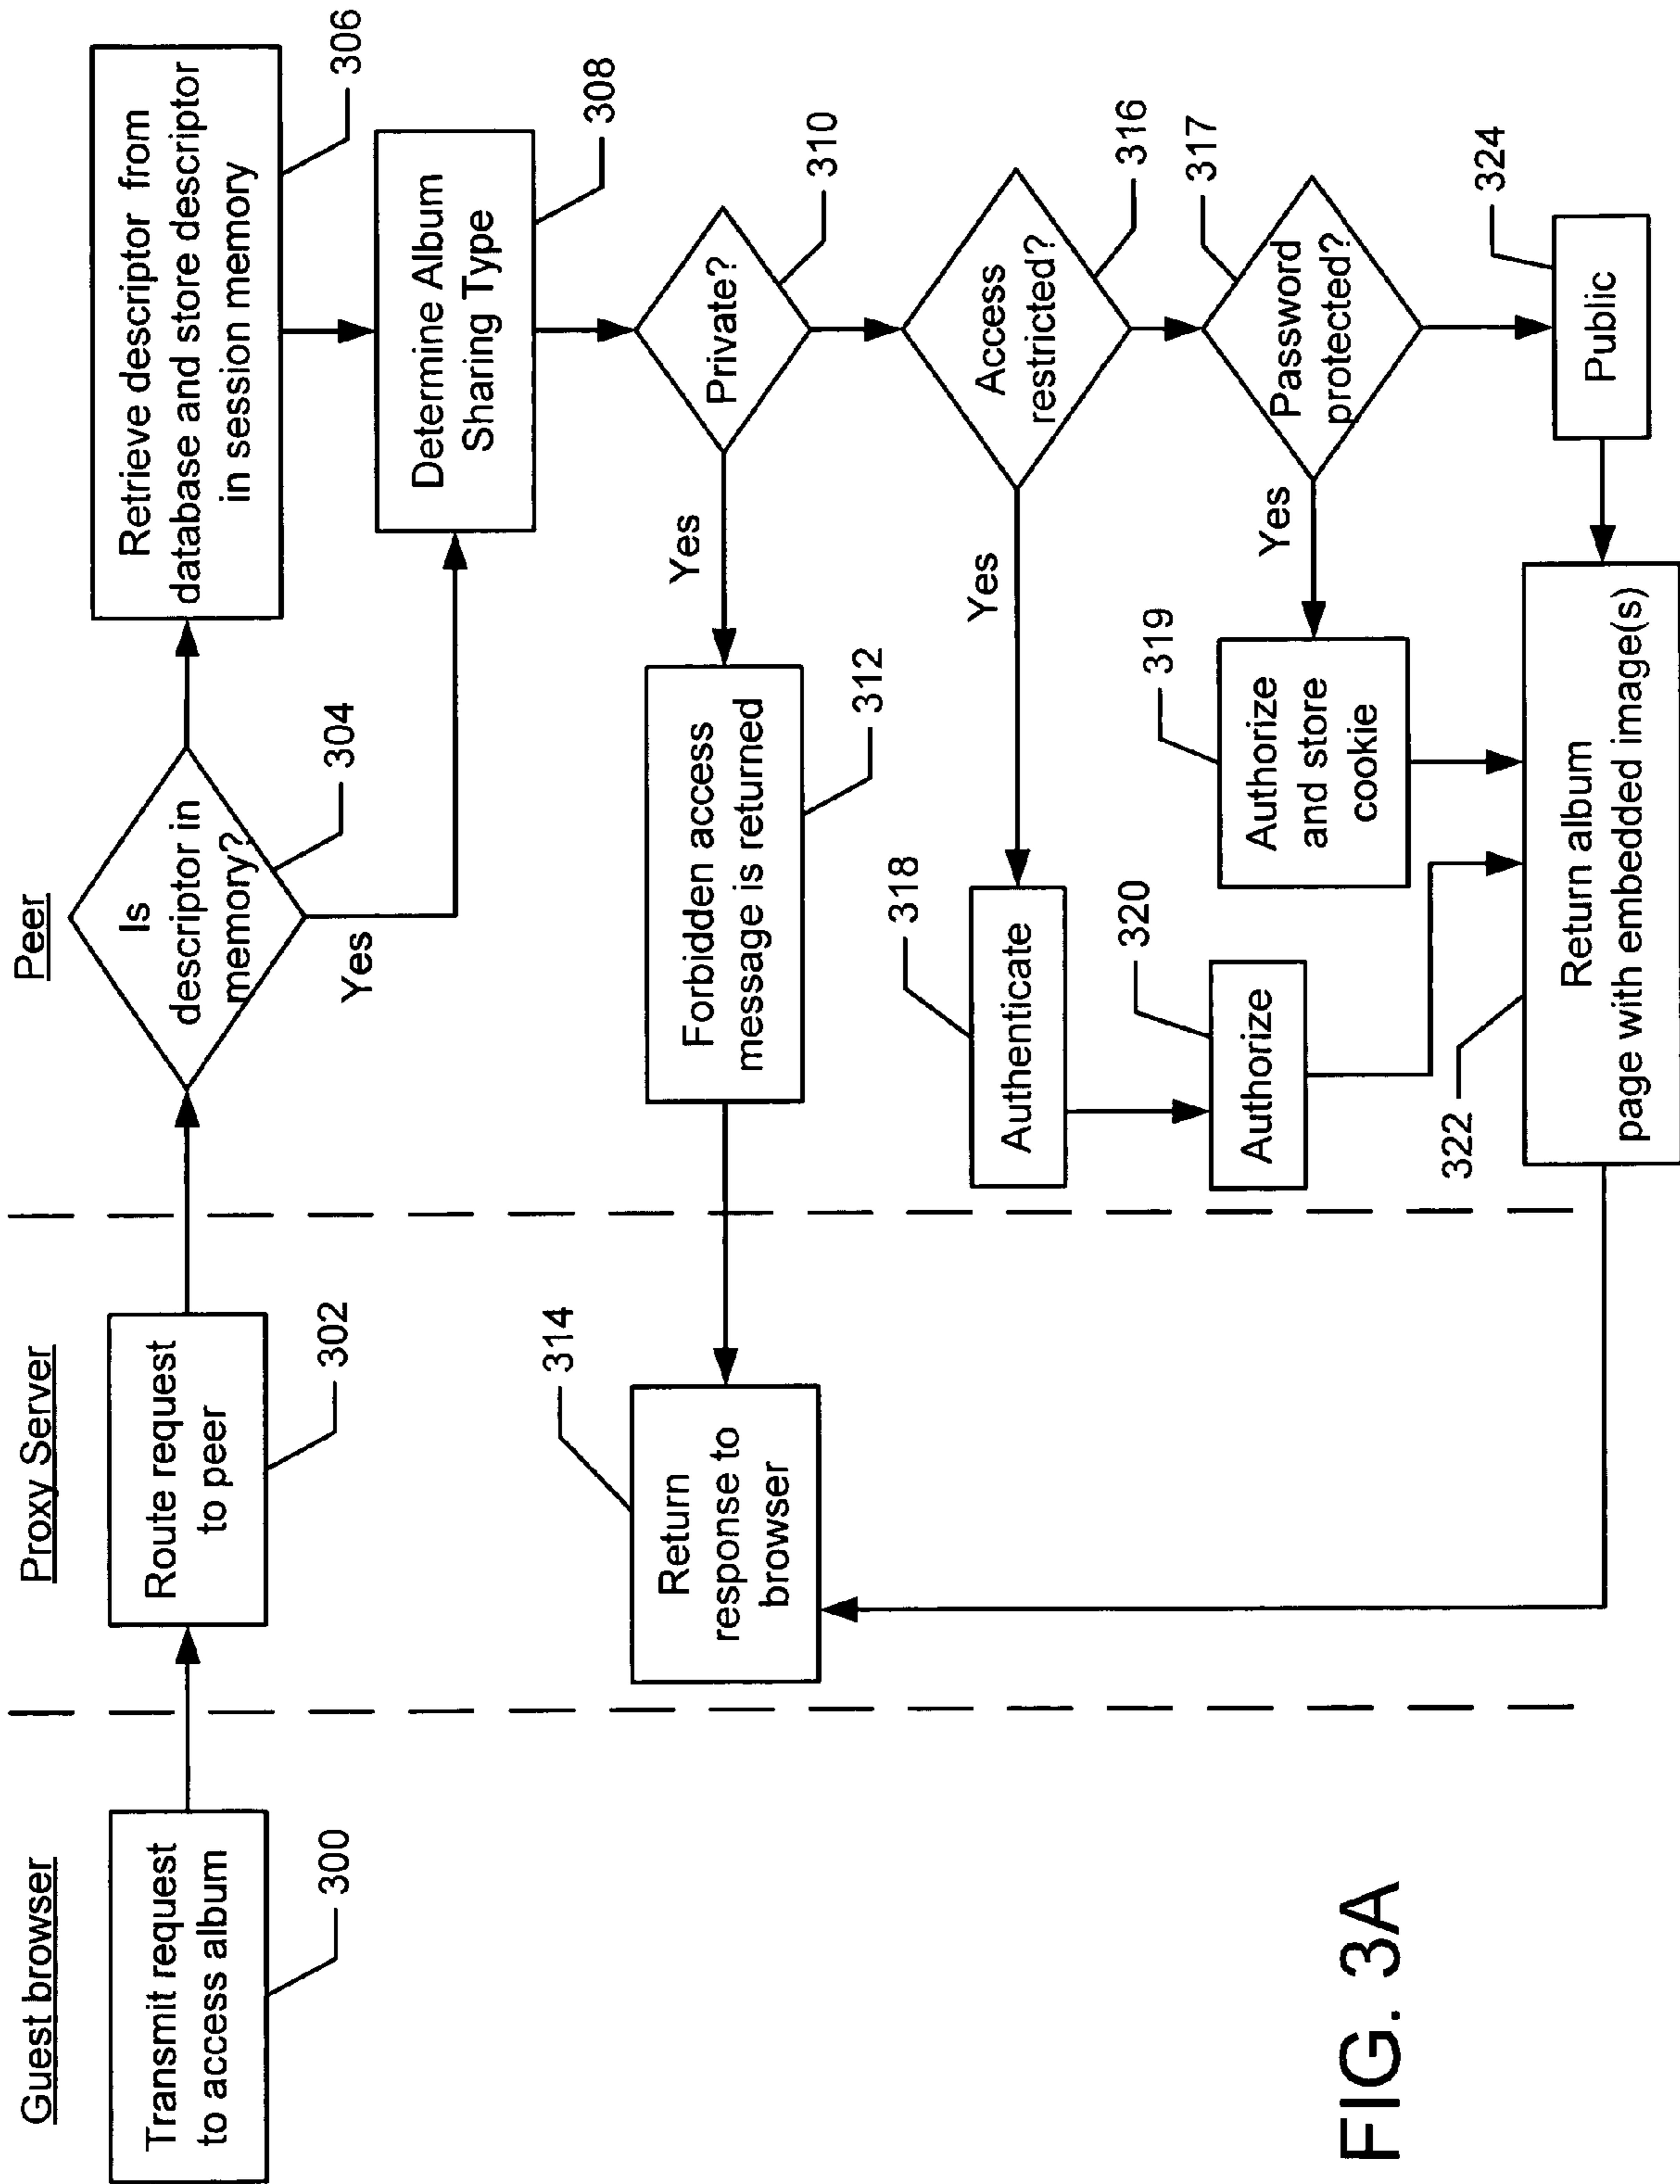 Guest browser
Proxy Server
Peer
Transmit request
to access album
300
Route request
to peer
302
Is
descriptor in
memory?
304
Yes
Retrieve descriptor from
database and store descriptor
in session memory
306
Determine Album
Sharing Type
308
Private?
310
Yes
Forbidden access
message is returned
312
314
Return
response to
browser
Access
restricted?
316
Yes
318
Authenticate
320
Authorize
Password
protected?
317
Yes
319
Authorize
and store
cookie
324
Public
322
Return album
page with embedded image(s)
FIG. 3A